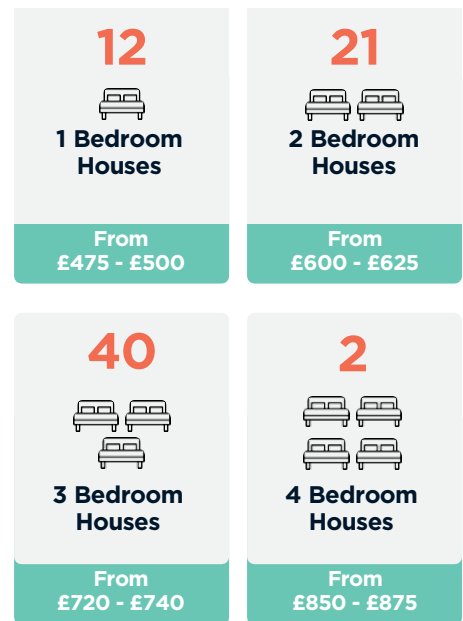 12
1 Bedroom
Houses
From
£475 - £500
21
2 Bedroom
Houses
From
£600 - £625
40
3 Bedroom
Houses
From
£720 - £740
2
4 Bedroom
Houses
From
£850 - £875